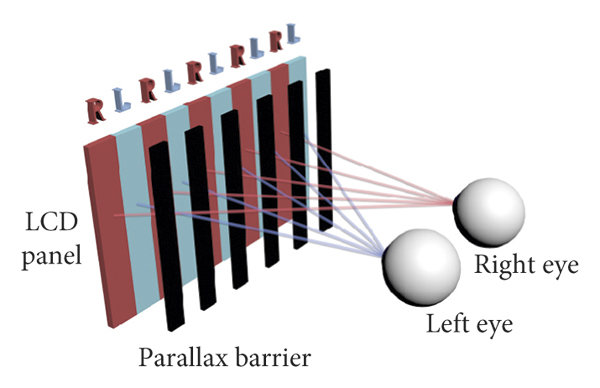 R L R L R L R L R L
LCD
panel
Right eye
Left eye
Parallax barrier